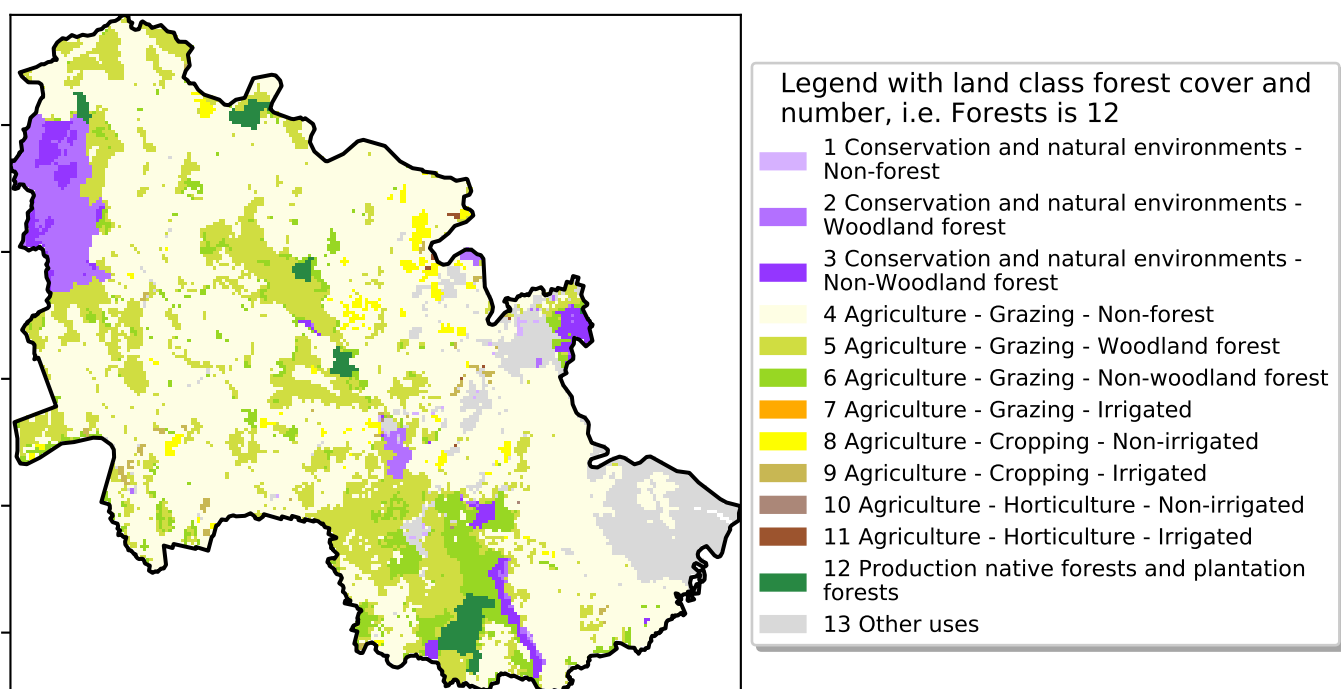 Legend with land class forest cover and
number, i.e. Forests is 12
1 Conservation and natural environments -
Non-forest
2 Conservation and natural environments -
Woodland forest
3 Conservation and natural environments -
Non-Woodland forest
4 Agriculture - Grazing - Non-forest
5 Agriculture - Grazing - Woodland forest
6 Agriculture - Grazing - Non-woodland forest
7 Agriculture - Grazing - Irrigated
8 Agriculture - Cropping - Non-irrigated
9 Agriculture - Cropping - Irrigated
10 Agriculture - Horticulture - Non-irrigated
11 Agriculture - Horticulture - Irrigated
12 Production native forests and plantation
forests
13 Other uses